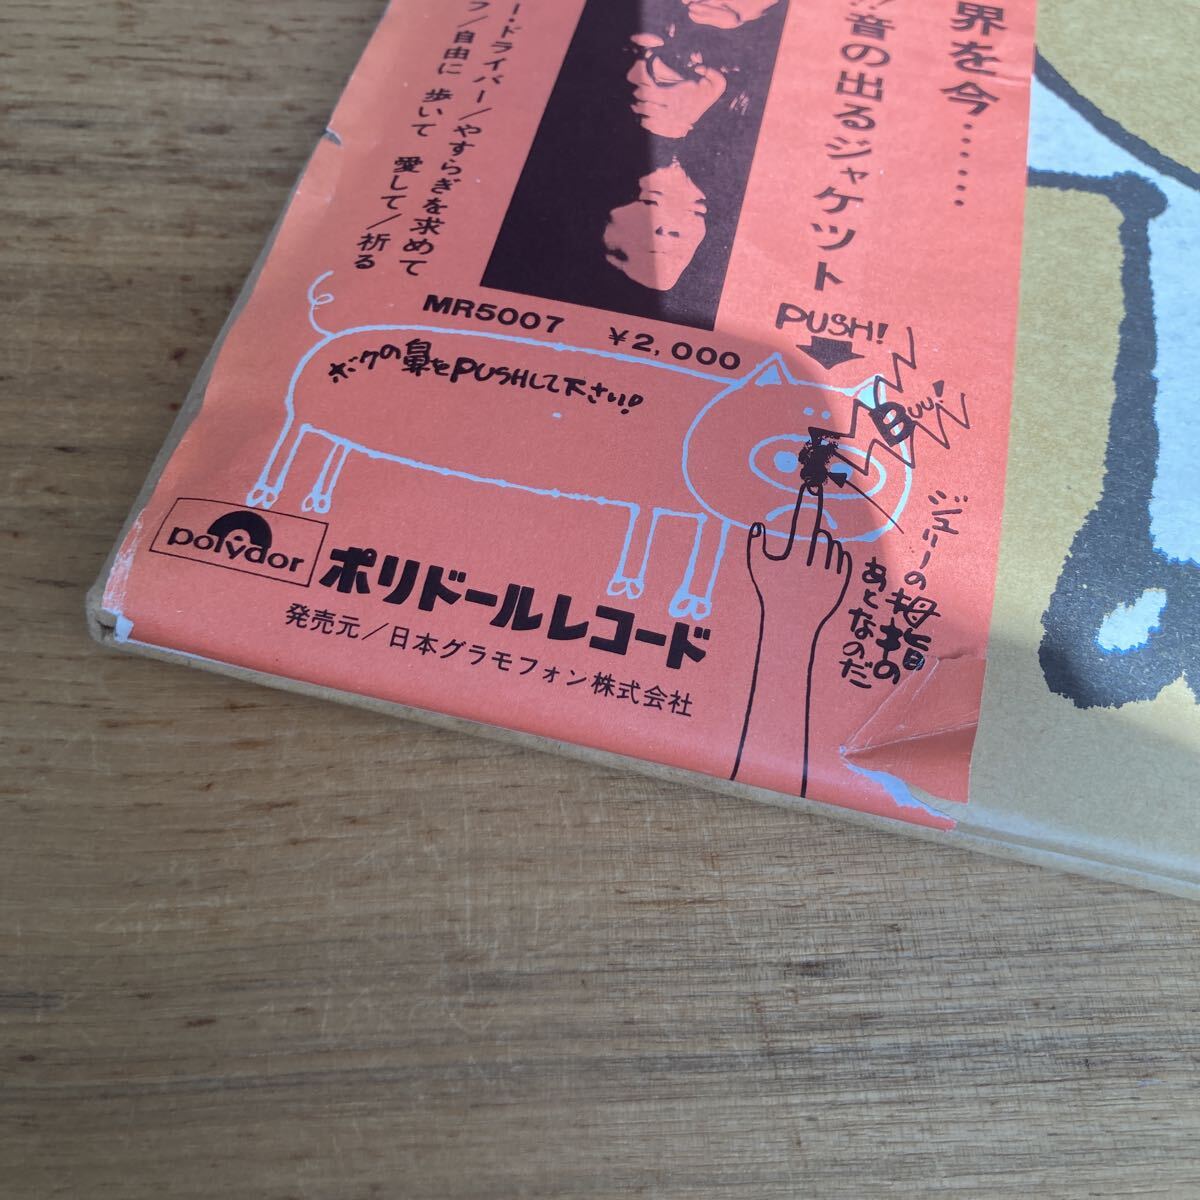 界を今……
!!音の出るジャケット
PUSH!
ー・ドライバー/やすらぎを求めて
フ/自由に 歩いて 愛して/祈る
MR5007 ¥2,000
ボクの鼻をPUSHして下さい!
Buu!
ジュリーの拇指の
あとなのだ
polydor
ポリドールレコード
発売元/日本グラモフォン株式会社